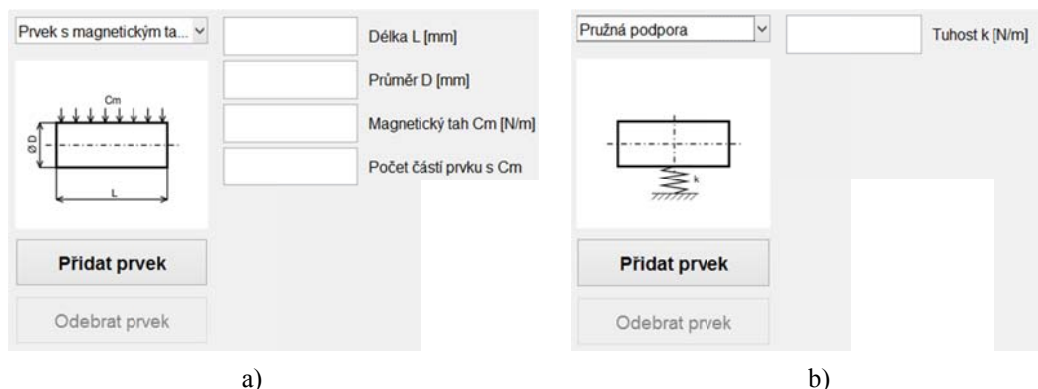 Prvek s magnetickým ta...
Délka L [mm]
Průměr D [mm]
Magnetický tah Cm [N/m]
Počet částí prvku s Cm
Cm
Ø D
L
Přidat prvek
Odebrat prvek
a)
Pružná podpora
Tuhost k [N/m]
k
Přidat prvek
Odebrat prvek
b)